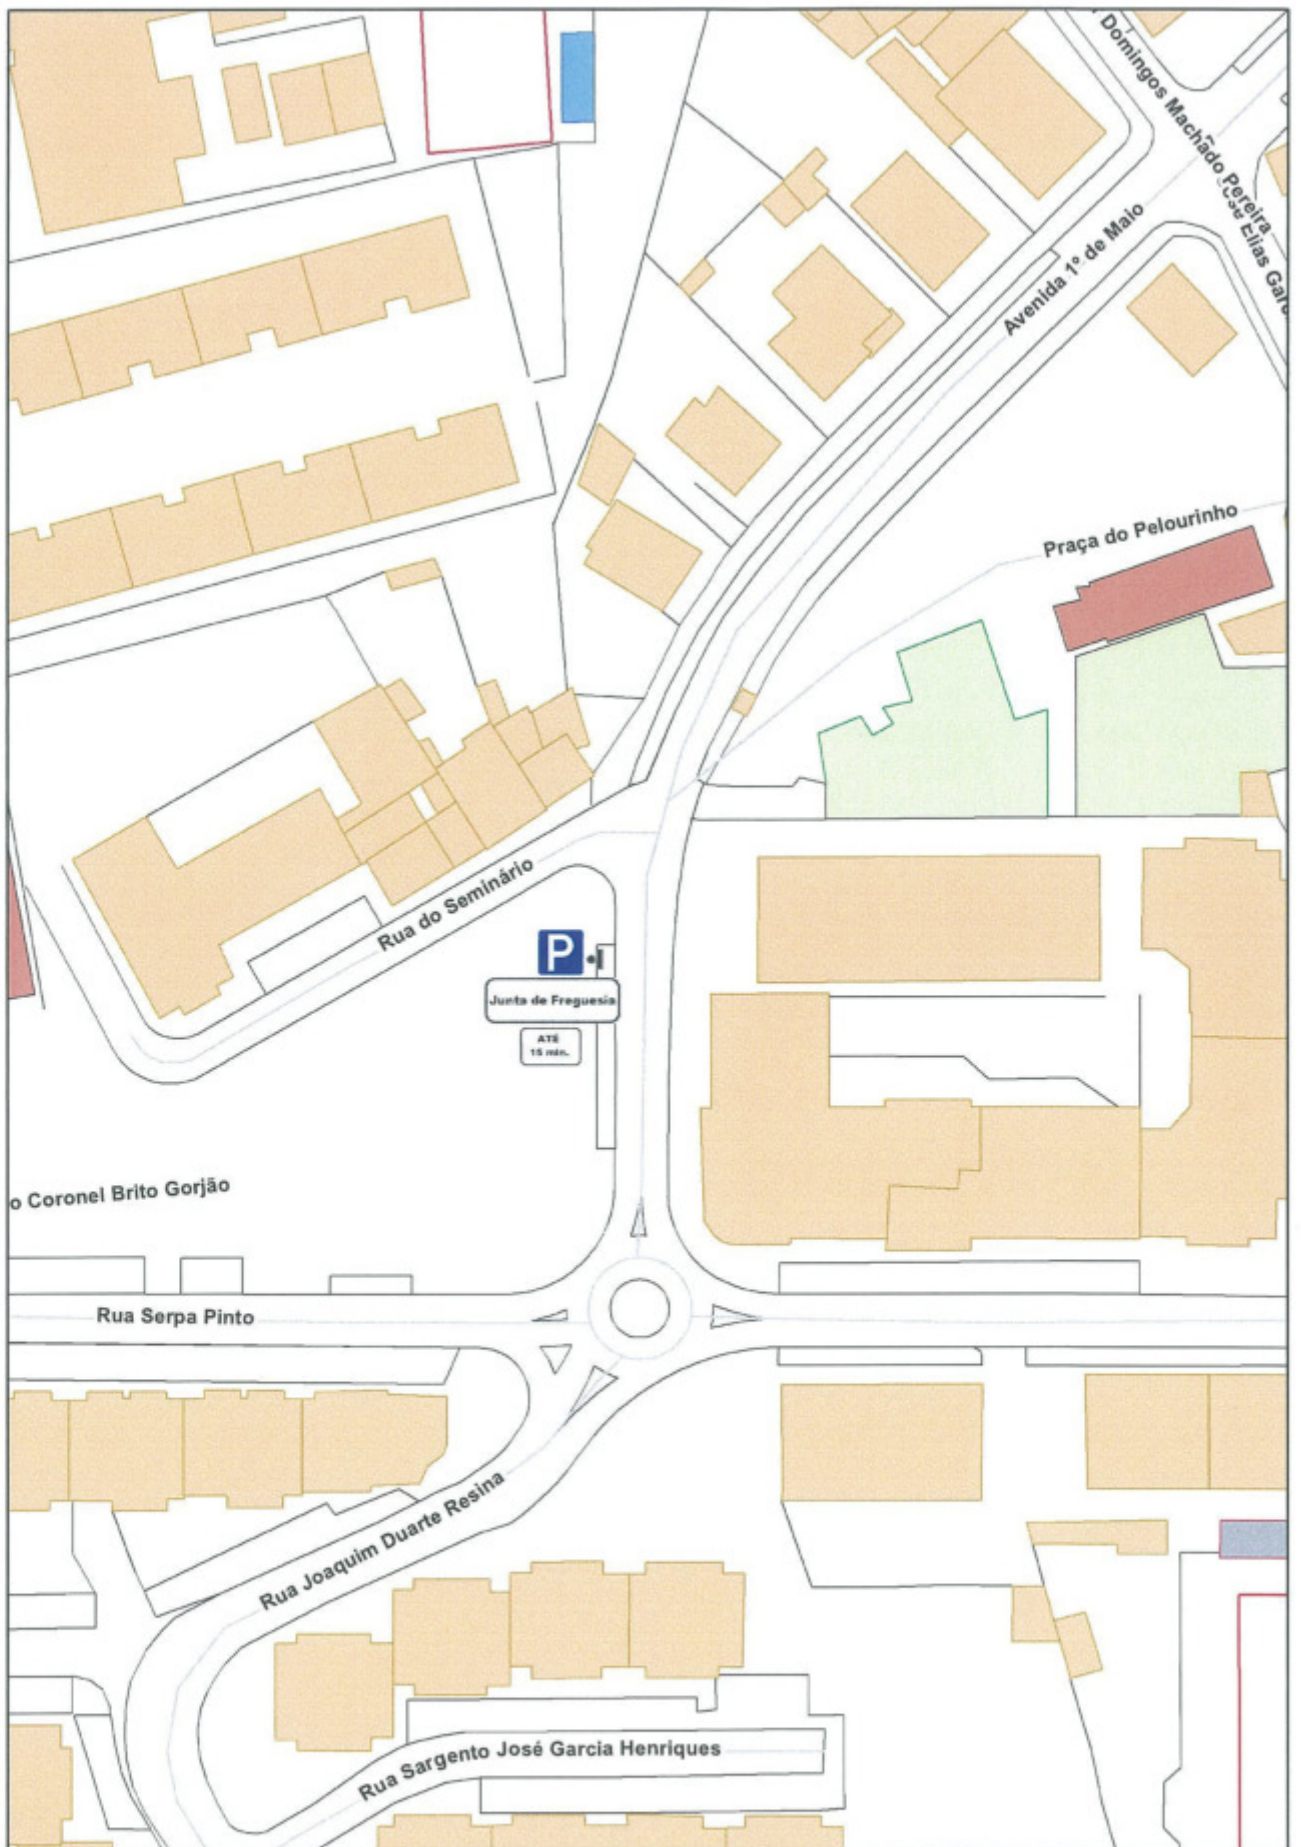 Domingos Machado Pereira
Elias Garc
Avenida 1º de Maio
Praça do Pelourinho
Rua do Seminário
P
Junta de Freguesia
ATÉ
15 min.
o Coronel Brito Gorjão
Rua Serpa Pinto
Rua Joaquim Duarte Resina
Rua Sargento José Garcia Henriques